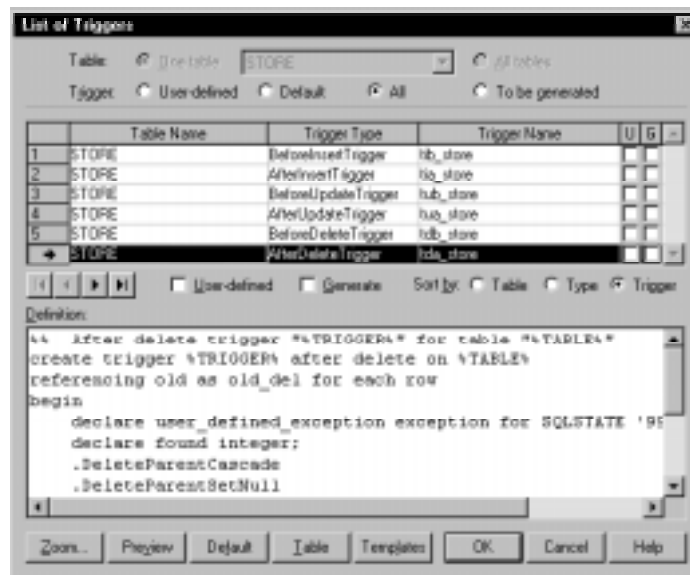 List of Triggers
Table: One table STORE All tables
Trigger: User-defined Default All To be generated
Table Name Trigger Type Trigger Name U G
1 STORE BeforeInsertTrigger tib_store
2 STORE AfterInsertTrigger tia_store
3 STORE BeforeUpdateTrigger tub_store
4 STORE AfterUpdateTrigger tua_store
5 STORE BeforeDeleteTrigger tdb_store
STORE AfterDeleteTrigger tda_store
User-defined Generate Sort by: Table Type Trigger
Definition:
%% After delete trigger "%TRIGGER%" for table "%TABLE%"
create trigger %TRIGGER% after delete on %TABLE%
referencing old as old_del for each row
begin
declare user_defined_exception exception for SQLSTATE '99
declare found integer;
.DeleteParentCascade
.DeleteParentSetNull
Zoom... Preview Default Table Templates OK Cancel Help